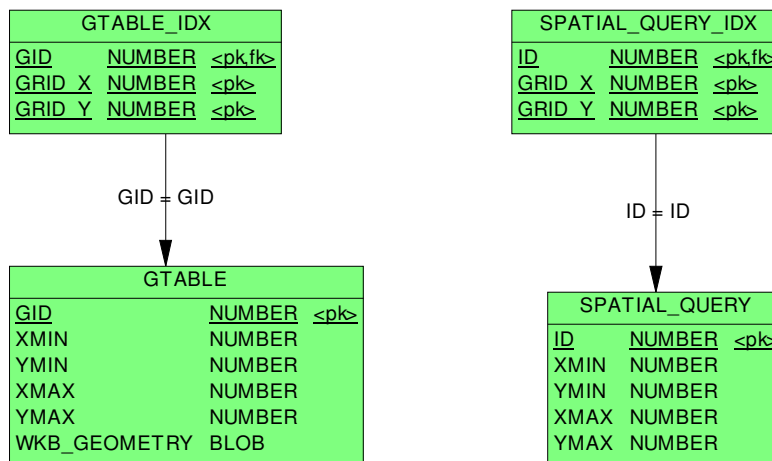 GTABLE_IDX
GID NUMBER <pk,fk>
GRID_X NUMBER <pk>
GRID_Y NUMBER <pk>
GID = GID
GTABLE
GID NUMBER <pk>
XMIN NUMBER
YMIN NUMBER
XMAX NUMBER
YMAX NUMBER
WKB_GEOMETRY BLOB
SPATIAL_QUERY_IDX
ID NUMBER <pk,fk>
GRID_X NUMBER <pk>
GRID_Y NUMBER <pk>
ID = ID
SPATIAL_QUERY
ID NUMBER <pk>
XMIN NUMBER
YMIN NUMBER
XMAX NUMBER
YMAX NUMBER